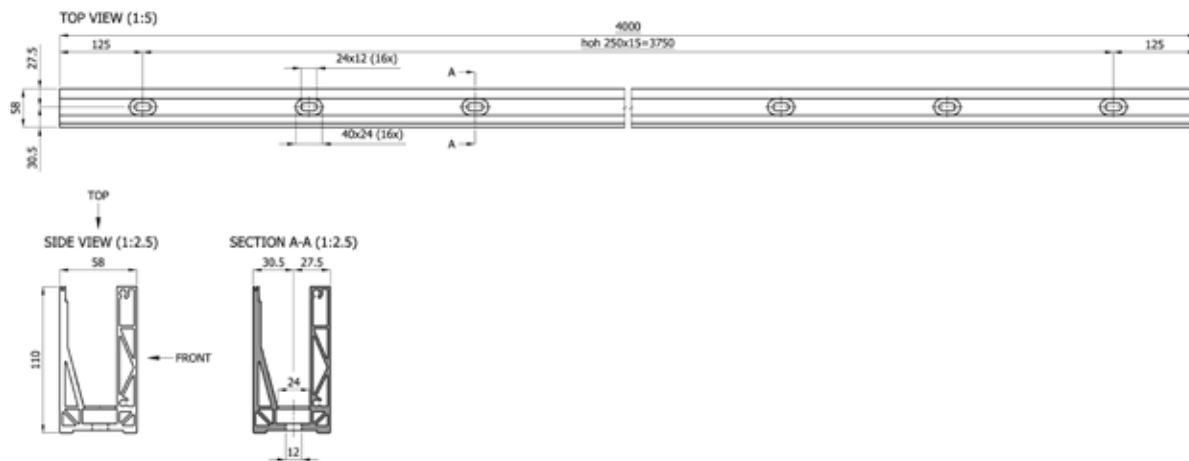 TOP VIEW (1:5)
4000
125
hoh 250x15=3750
125
27.5
24x12 (16x)
A
58
40x24 (16x)
A
30.5
TOP
SIDE VIEW (1:2.5)
SECTION A-A (1:2.5)
58
30.5
27.5
110
FRONT
24
12